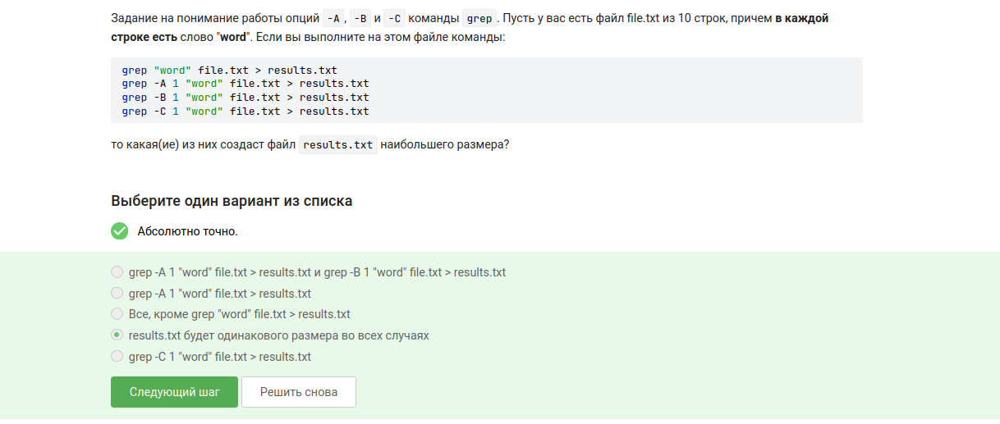 Задание на понимание работы опций -A , -B и -C команды grep . Пусть у вас есть файл file.txt из 10 строк, причем в каждой
строке есть слово "word". Если вы выполните на этом файле команды:
grep "word" file.txt > results.txt
grep -A 1 "word" file.txt > results.txt
grep -B 1 "word" file.txt > results.txt
grep -C 1 "word" file.txt > results.txt
то какая(ие) из них создаст файл results.txt наибольшего размера?
Выберите один вариант из списка
Абсолютно точно.
grep -A 1 "word" file.txt > results.txt и grep -B 1 "word" file.txt > results.txt
grep -A 1 "word" file.txt > results.txt
Все, кроме grep "word" file.txt > results.txt
results.txt будет одинакового размера во всех случаях
grep -C 1 "word" file.txt > results.txt
Следующий шаг Решить снова